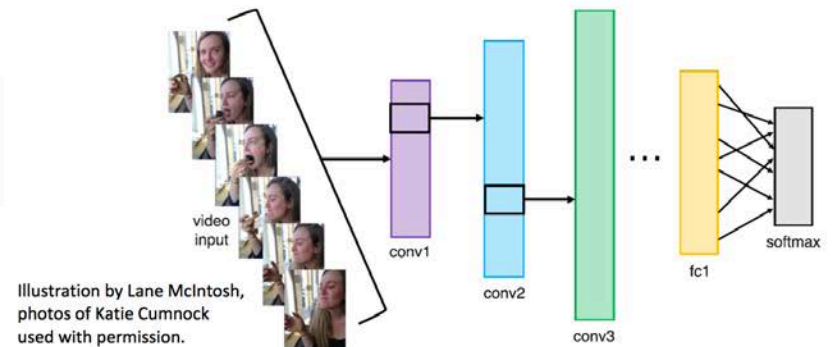 video
input
conv1
conv2
conv3
...
fc1
softmax
Illustration by Lane McIntosh,
photos of Katie Cumnock
used with permission.